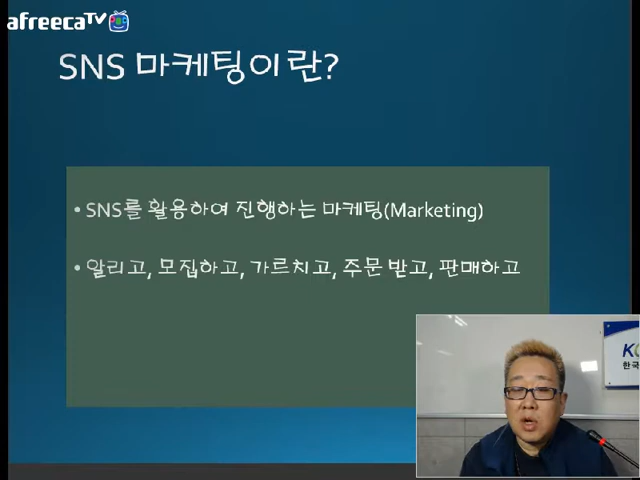 afreecaTV
SNS 마케팅이란?
• SNS를 활용하여 진행하는 마케팅(Marketing)
• 알리고, 모집하고, 가르치고, 주문 받고, 판매하고
한국